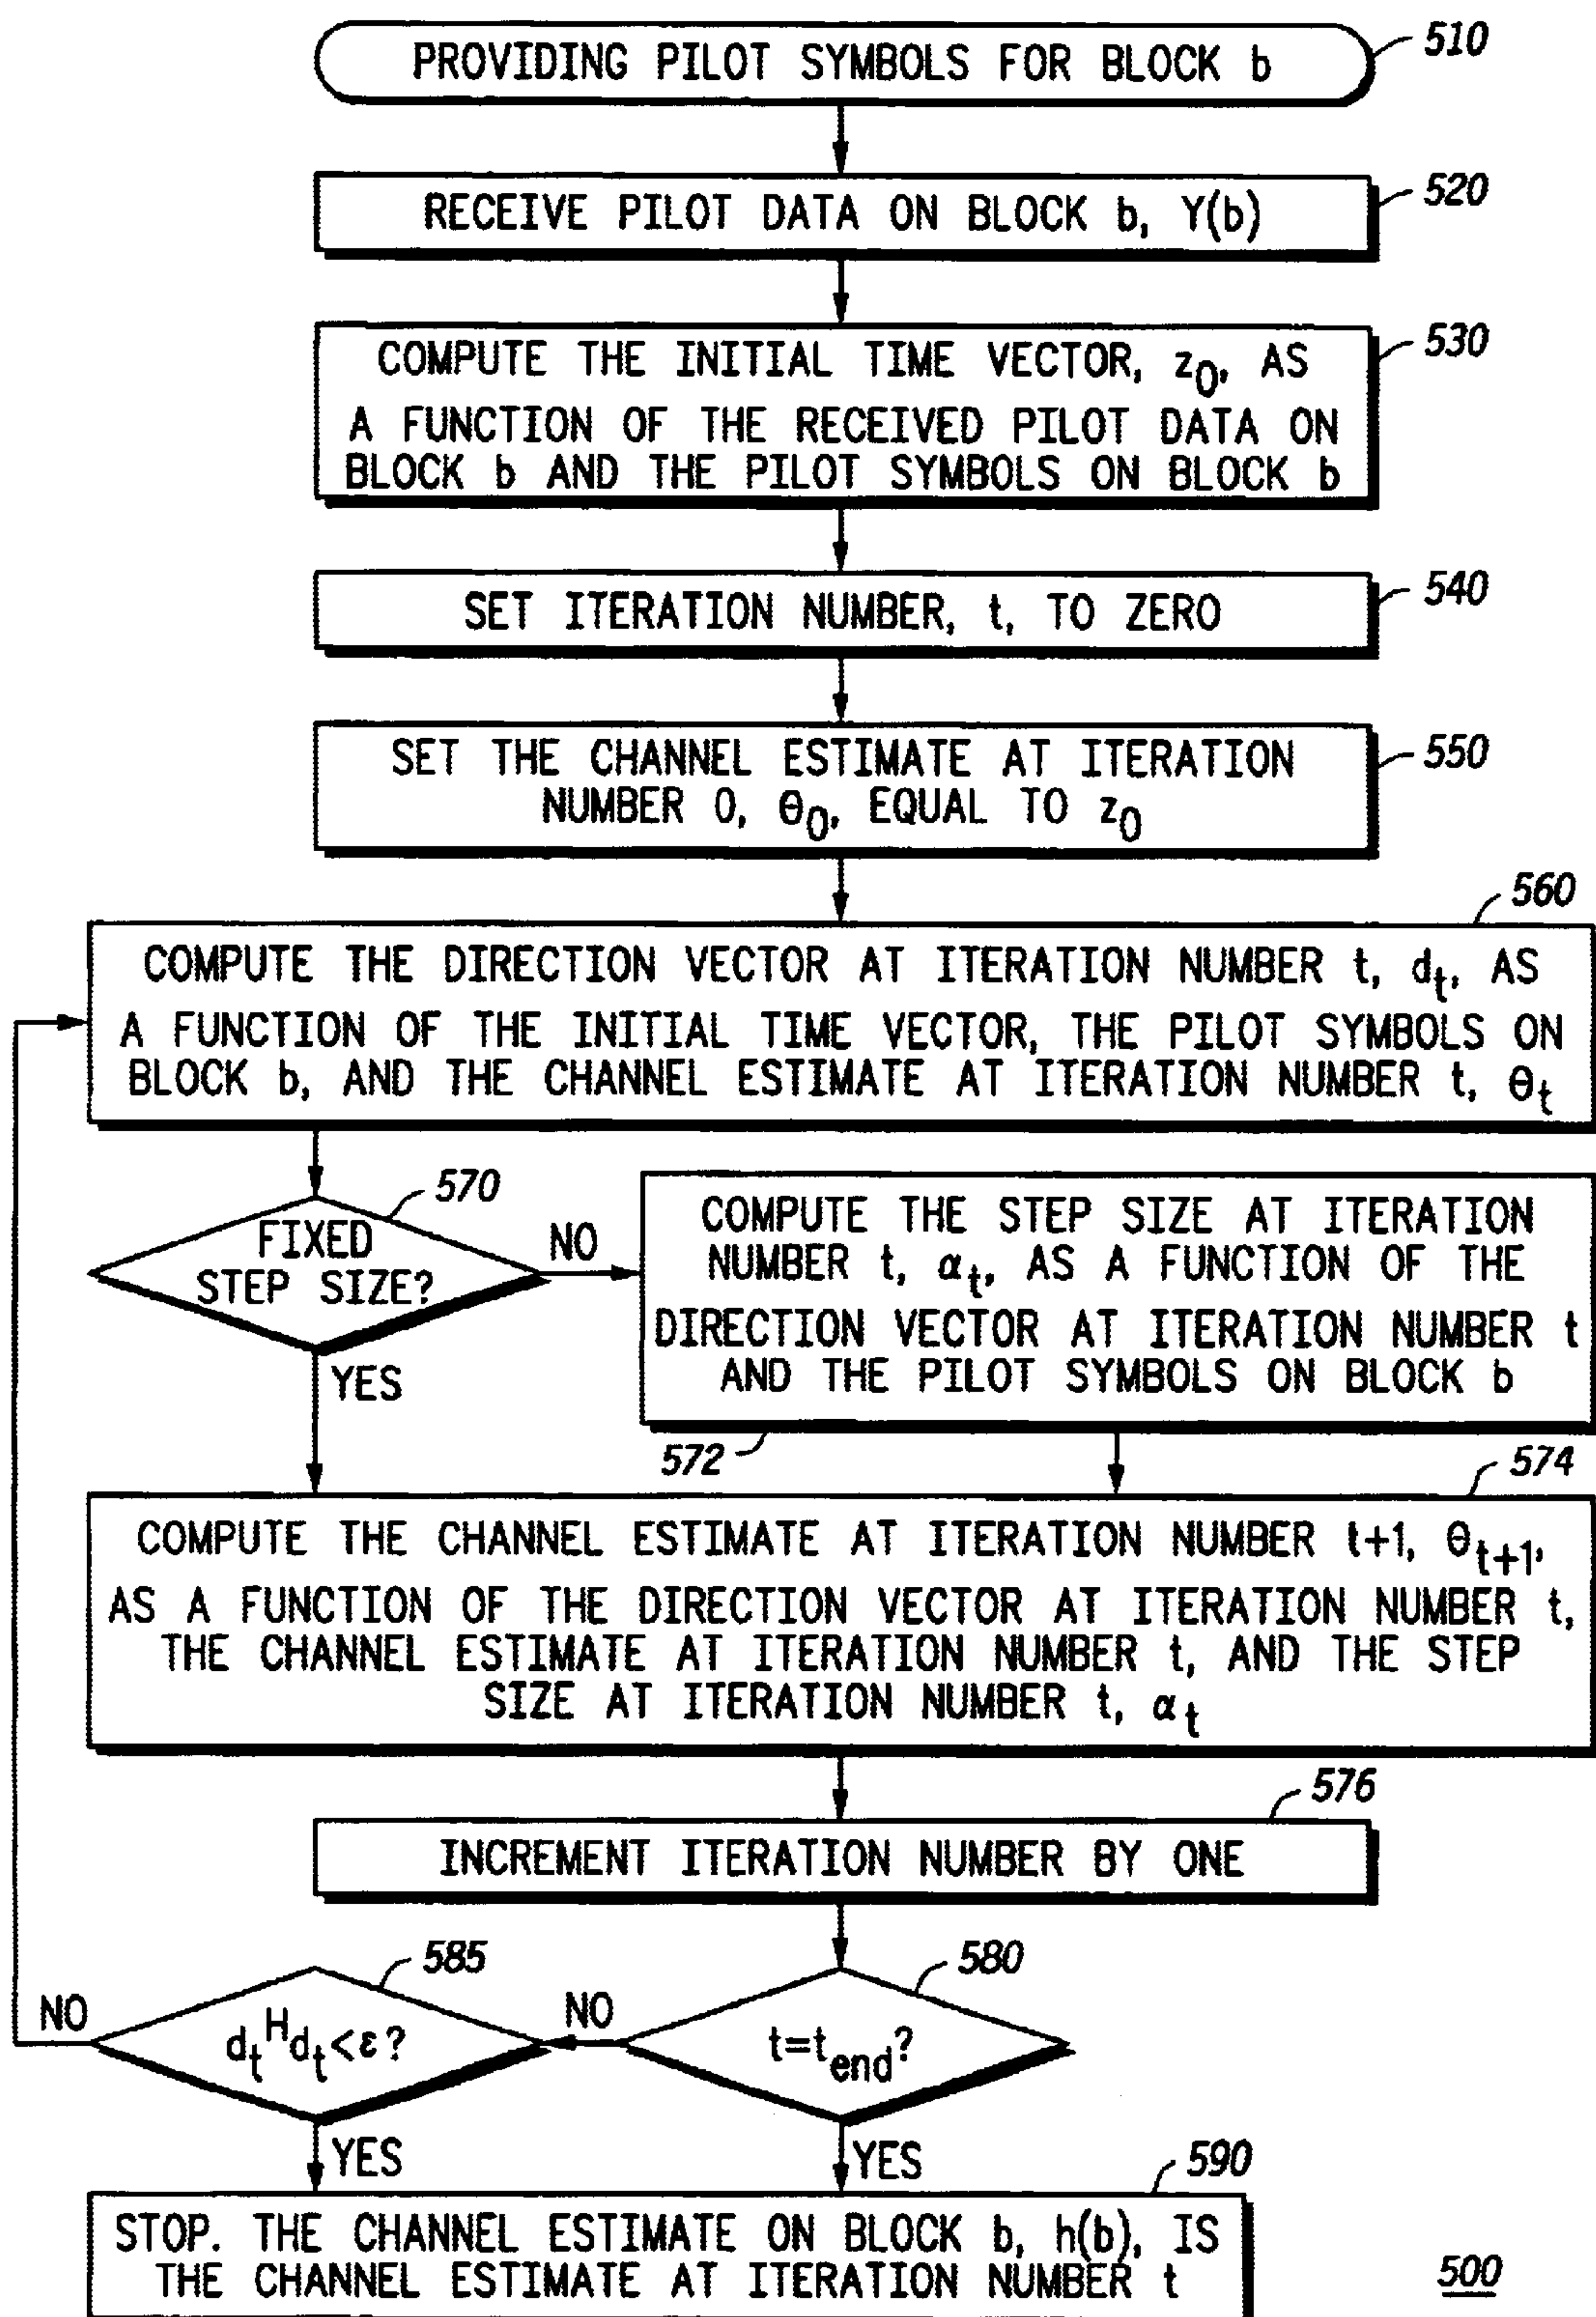 PROVIDING PILOT SYMBOLS FOR BLOCK b
510
RECEIVE PILOT DATA ON BLOCK b, Y(b)
520
COMPUTE THE INITIAL TIME VECTOR, z0, AS
A FUNCTION OF THE RECEIVED PILOT DATA ON
BLOCK b AND THE PILOT SYMBOLS ON BLOCK b
530
SET ITERATION NUMBER, t, TO ZERO
540
SET THE CHANNEL ESTIMATE AT ITERATION
NUMBER 0, θ0, EQUAL TO z0
550
560
COMPUTE THE DIRECTION VECTOR AT ITERATION NUMBER t, dt, AS
A FUNCTION OF THE INITIAL TIME VECTOR, THE PILOT SYMBOLS ON
BLOCK b, AND THE CHANNEL ESTIMATE AT ITERATION NUMBER t, θt
570
FIXED
STEP SIZE?
NO
YES
COMPUTE THE STEP SIZE AT ITERATION
NUMBER t, αt, AS A FUNCTION OF THE
DIRECTION VECTOR AT ITERATION NUMBER t
AND THE PILOT SYMBOLS ON BLOCK b
572
574
COMPUTE THE CHANNEL ESTIMATE AT ITERATION NUMBER t+1, θt+1,
AS A FUNCTION OF THE DIRECTION VECTOR AT ITERATION NUMBER t,
THE CHANNEL ESTIMATE AT ITERATION NUMBER t, AND THE STEP
SIZE AT ITERATION NUMBER t, αt
576
INCREMENT ITERATION NUMBER BY ONE
580
t=tend?
NO
YES
585
dtHdt<ε?
NO
YES
590
STOP. THE CHANNEL ESTIMATE ON BLOCK b, h(b), IS
THE CHANNEL ESTIMATE AT ITERATION NUMBER t
500